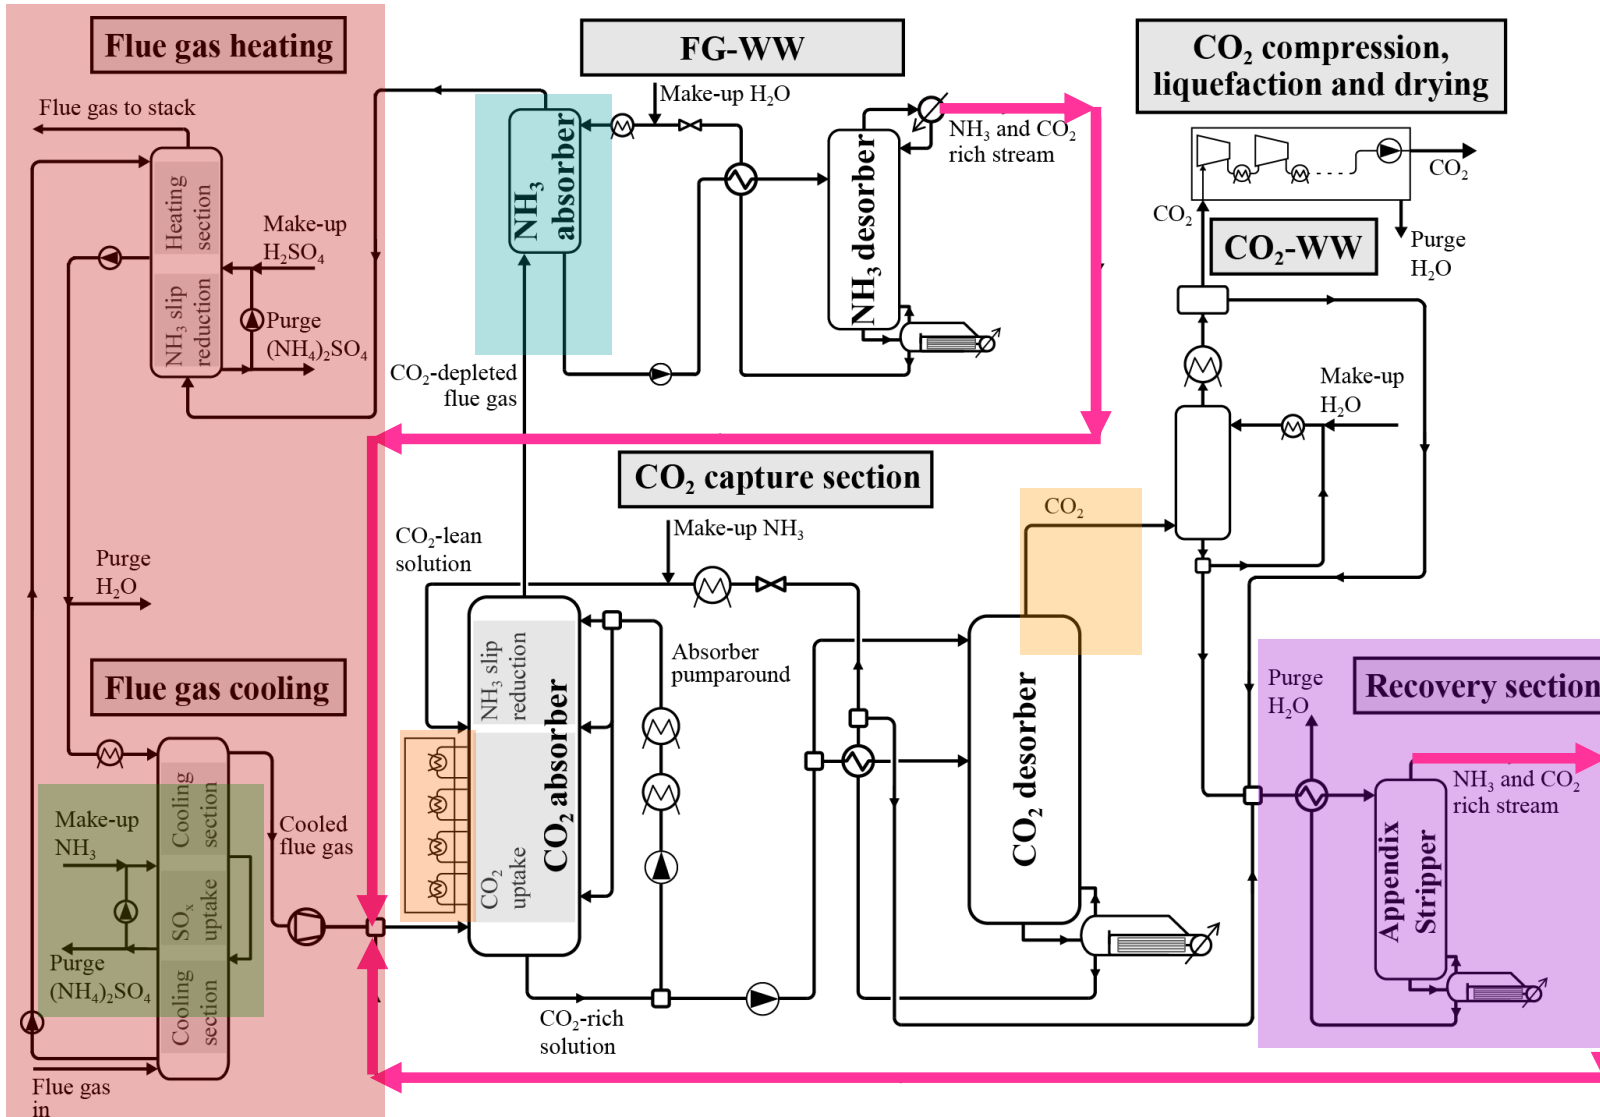 Flue gas heating
FG-WW
CO₂ compression,
liquefaction and drying
Flue gas to stack
Make-up H₂O
NH₃ and CO₂
rich stream
CO₂
CO₂
Purge
H₂O
CO₂-WW
Heating
section
NH₃ slip
reduction
Make-up
H₂SO₄
Purge
(NH₄)₂SO₄
NH₃
absorber
NH₃ desorber
CO₂-depleted
flue gas
Make-up
H₂O
CO₂ capture section
CO₂-lean
solution
Make-up NH₃
CO₂
Purge
H₂O
Flue gas cooling
NH₃ slip
reduction
CO₂
uptake
CO₂ absorber
Absorber
pumparound
CO₂ desorber
Purge
H₂O
Recovery section
NH₃ and CO₂
rich stream
Appendix
Stripper
Make-up
NH₃
Cooling
section
SOₓ
uptake
Cooling
section
Cooled
flue gas
Purge
(NH₄)₂SO₄
CO₂-rich
solution
Flue gas
in